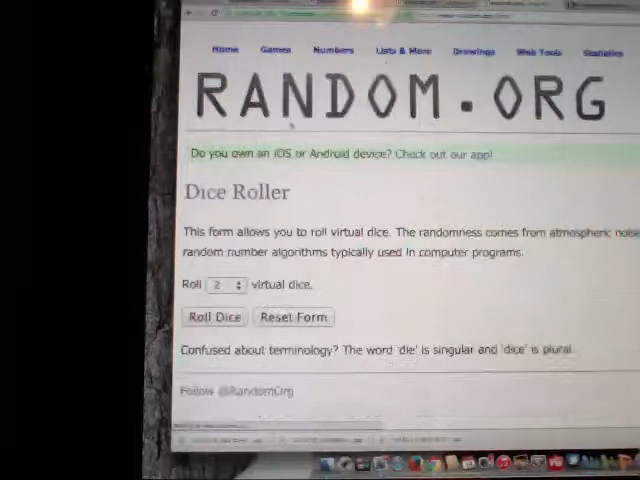 Home Games Numbers Lists & More Drawings Web Tools Statistics
RANDOM.ORG
Do you own an iOS or Android device? Check out our app!
Dice Roller
This form allows you to roll virtual dice. The randomness comes from atmospheric noise
random number algorithms typically used in computer programs.
Roll 2 virtual dice.
Roll Dice Reset Form
Confused about terminology? The word 'die' is singular and 'dice' is plural.
Follow @RandomOrg